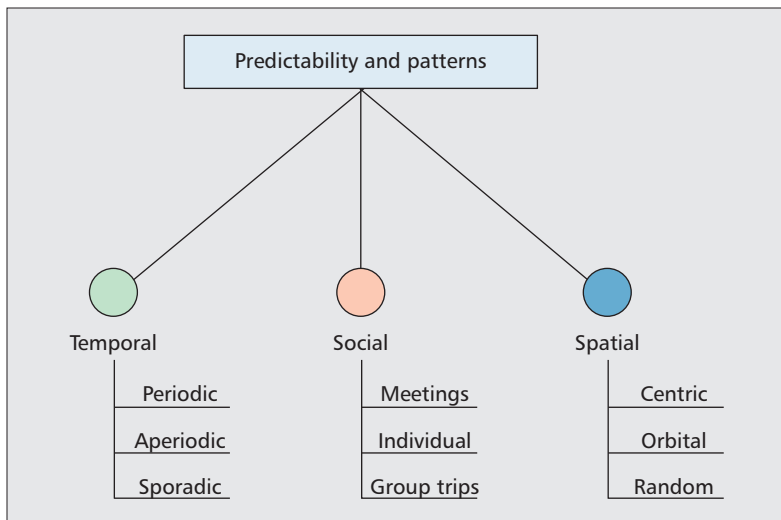 Predictability and patterns
Temporal
Periodic
Aperiodic
Sporadic
Social
Meetings
Individual
Group trips
Spatial
Centric
Orbital
Random